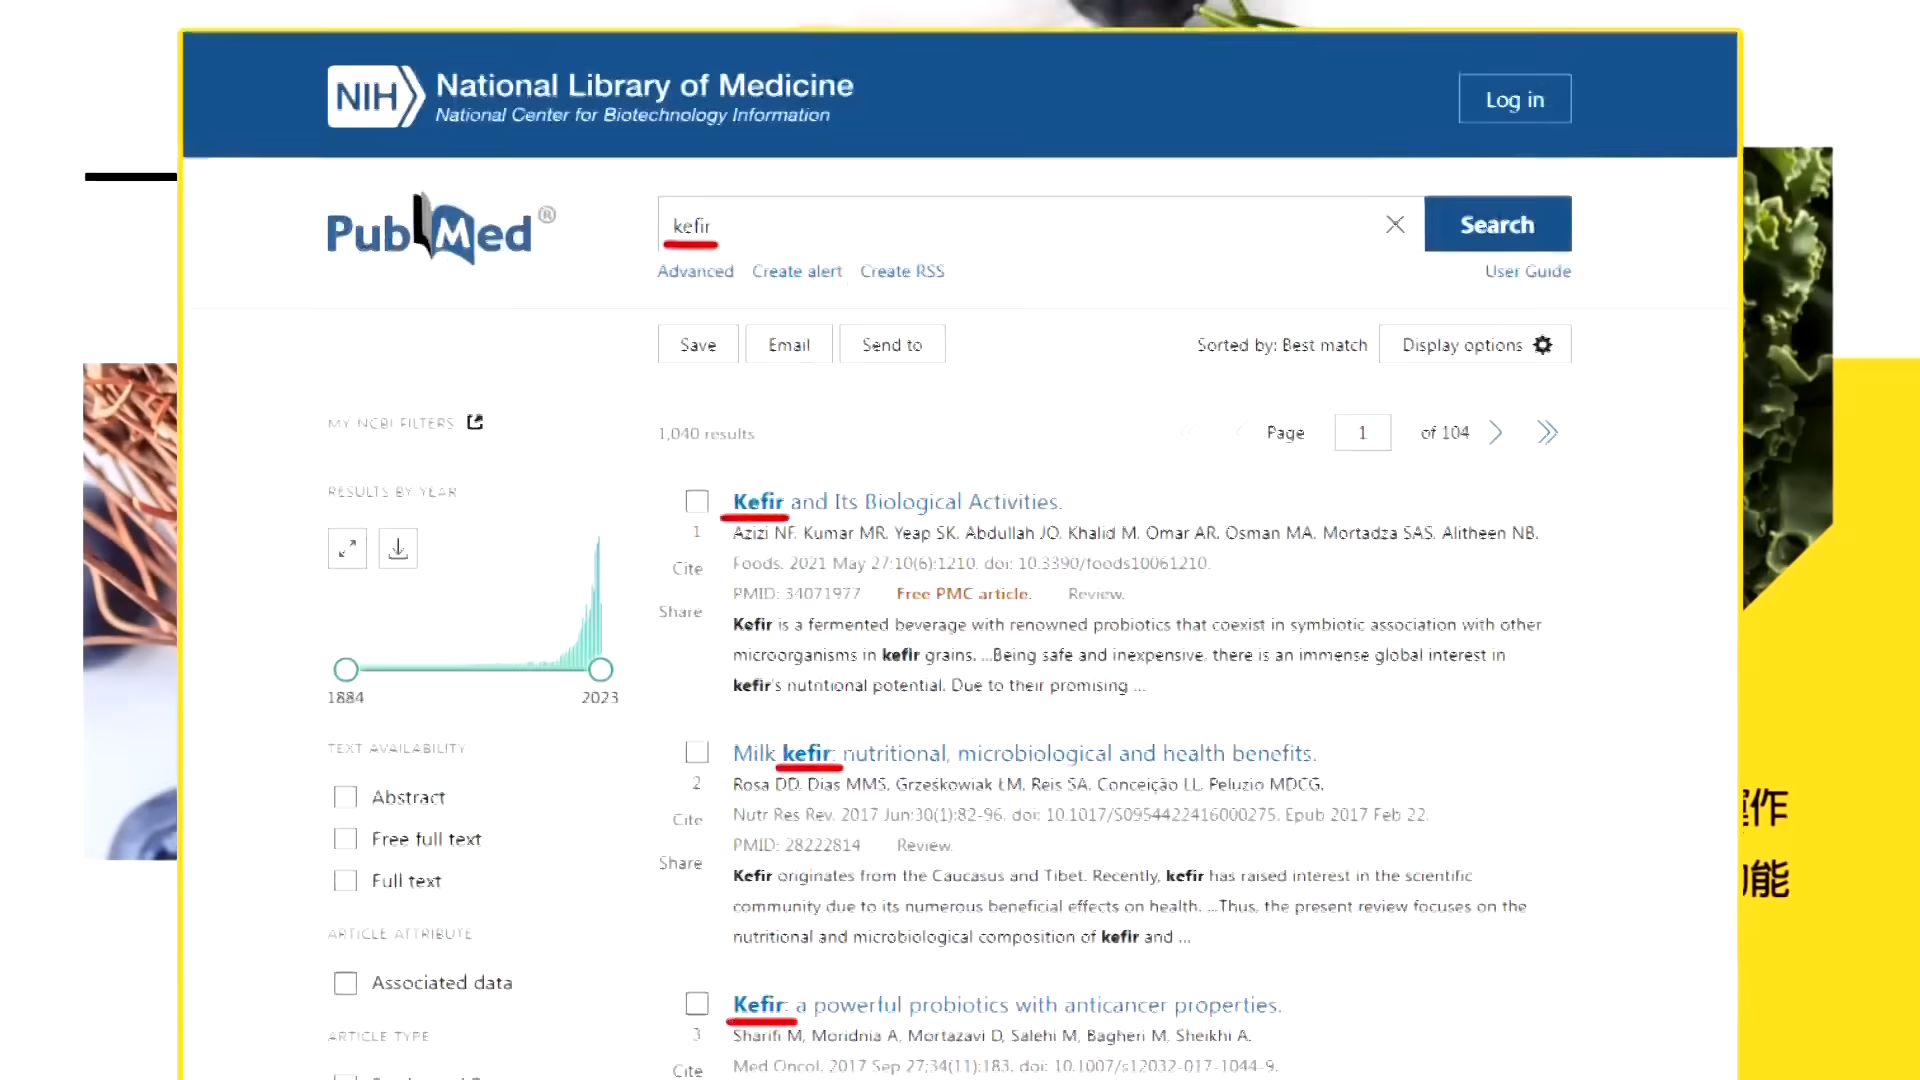 NIH National Library of Medicine
National Center for Biotechnology Information
Log in
PubMed®
kefir
Search
Advanced Create alert Create RSS
User Guide
Save Email Send to
Sorted by: Best match Display options
MY NCBI FILTERS
1,040 results
Page 1 of 104
RESULTS BY YEAR
1884 2023
TEXT AVAILABILITY
Abstract
Free full text
Full text
ARTICLE ATTRIBUTE
Associated data
ARTICLE TYPE
Kefir and Its Biological Activities.
1
Azizi NF, Kumar MR, Yeap SK, Abdullah JO, Khalid M, Omar AR, Osman MA, Mortadza SAS, Alitheen NB.
Cite
Foods. 2021 May 27;10(6):1210. doi: 10.3390/foods10061210.
PMID: 34071977 Free PMC article. Review.
Share
Kefir is a fermented beverage with renowned probiotics that coexist in symbiotic association with other
microorganisms in kefir grains. ...Being safe and inexpensive, there is an immense global interest in
kefir's nutritional potential. Due to their promising ...
Milk kefir: nutritional, microbiological and health benefits.
2
Rosa DD, Dias MMS, Grześkowiak ŁM, Reis SA, Conceição LL, Peluzio MDCG.
Cite
Nutr Res Rev. 2017 Jun;30(1):82-96. doi: 10.1017/S0954422416000275. Epub 2017 Feb 22.
PMID: 28222814 Review.
Share
Kefir originates from the Caucasus and Tibet. Recently, kefir has raised interest in the scientific
community due to its numerous beneficial effects on health. ...Thus, the present review focuses on the
nutritional and microbiological composition of kefir and ...
Kefir: a powerful probiotics with anticancer properties.
3
Sharifi M, Moridnia A, Mortazavi D, Salehi M, Bagheri M, Sheikhi A.
Cite
Med Oncol. 2017 Sep 27;34(11):183. doi: 10.1007/s12032-017-1044-9.
作
能